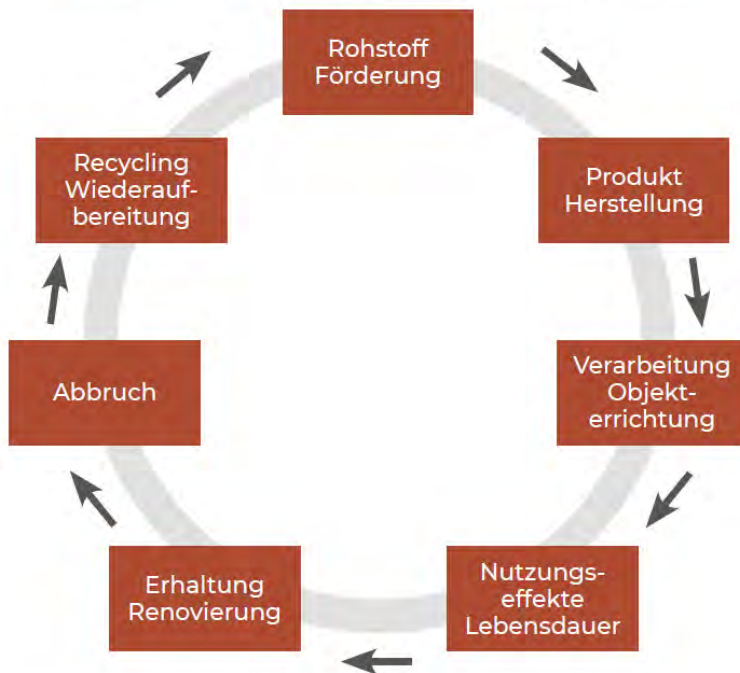 Rohstoff
Förderung
Produkt
Herstellung
Verarbeitung
Objekt-
errichtung
Nutzungs-
effekte
Lebensdauer
Erhaltung
Renovierung
Abbruch
Recycling
Wiederauf-
bereitung